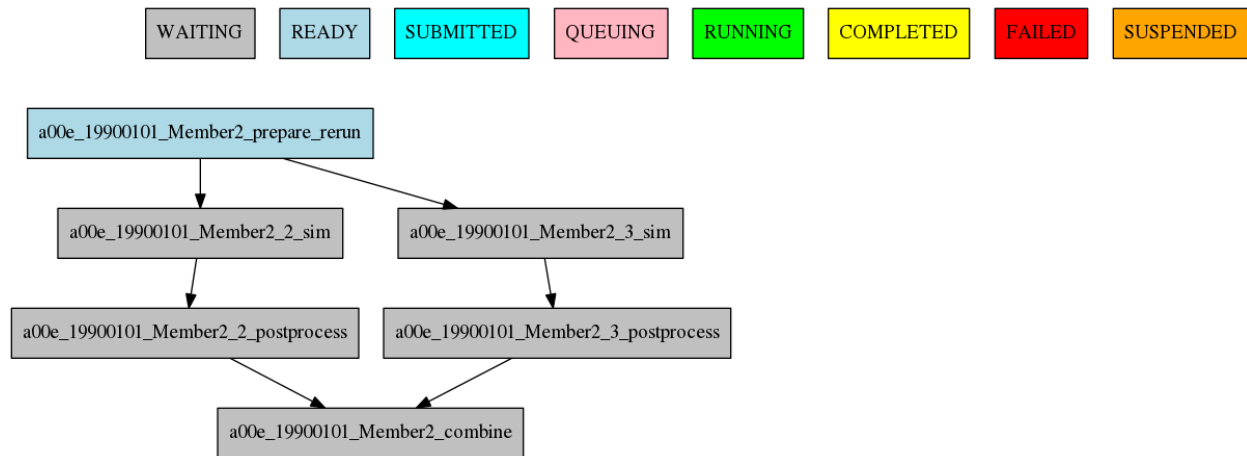 WAITING READY SUBMITTED QUEUING RUNNING COMPLETED FAILED SUSPENDED
a00e_19900101_Member2_prepare_rerun
a00e_19900101_Member2_2_sim a00e_19900101_Member2_3_sim
a00e_19900101_Member2_2_postprocess a00e_19900101_Member2_3_postprocess
a00e_19900101_Member2_combine